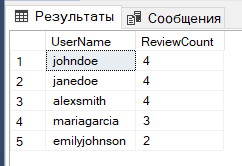 Результаты Сообщения
UserName ReviewCount
1 johndoe 4
2 janedoe 4
3 alexsmith 4
4 mariagarcia 3
5 emilyjohnson 2